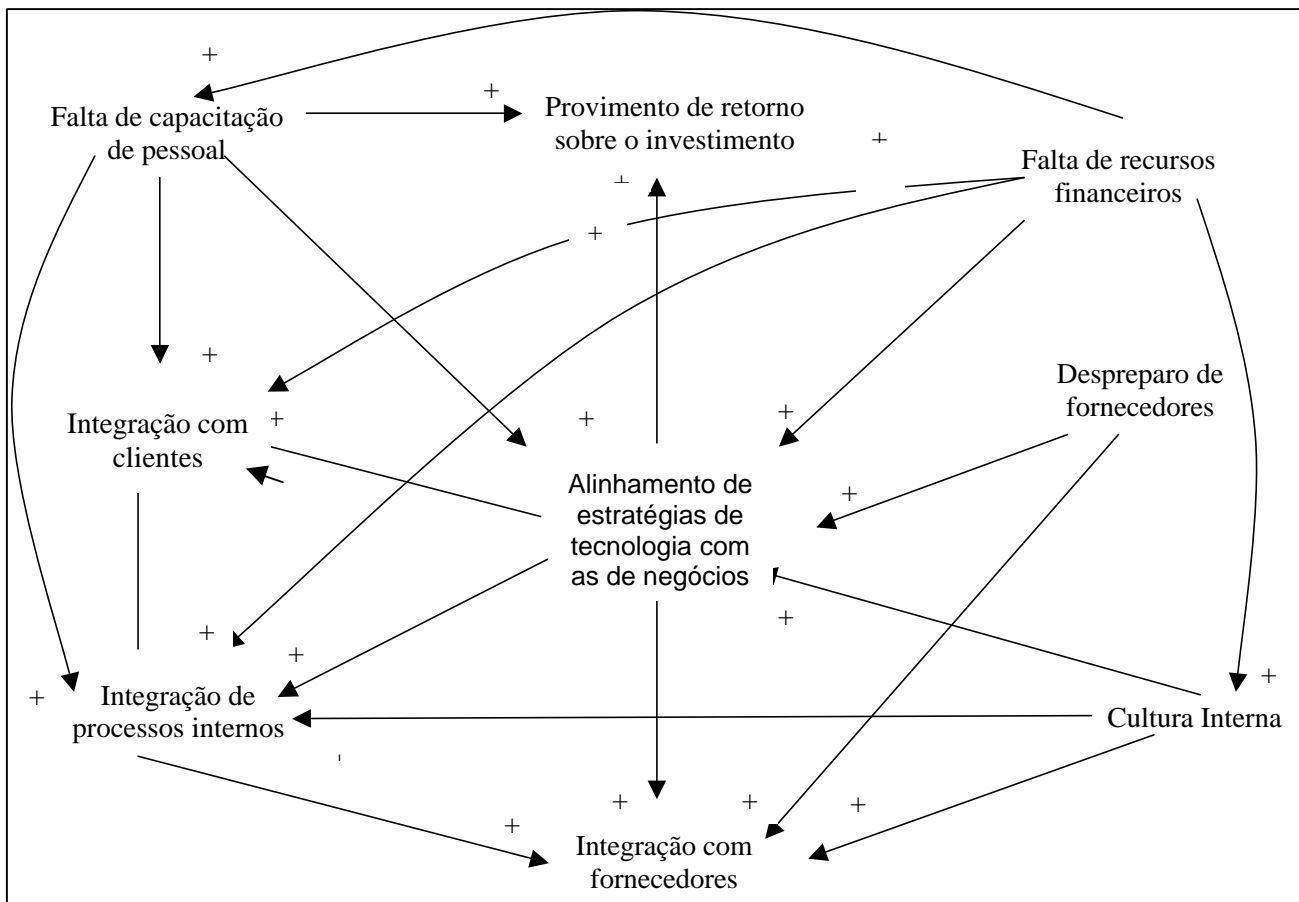 +
Falta de capacitação
de pessoal
+
Provimento de retorno
sobre o investimento
+
+
Falta de recursos
financeiros
+
+
Integração com
clientes
+
+
+
Despreparo de
fornecedores
+
Alinhamento de
estratégias de
tecnologia com
as de negócios
+
+
+
+
Integração de
processos internos
+
Cultura Interna
+
+
+
+
+
Integração com
fornecedores